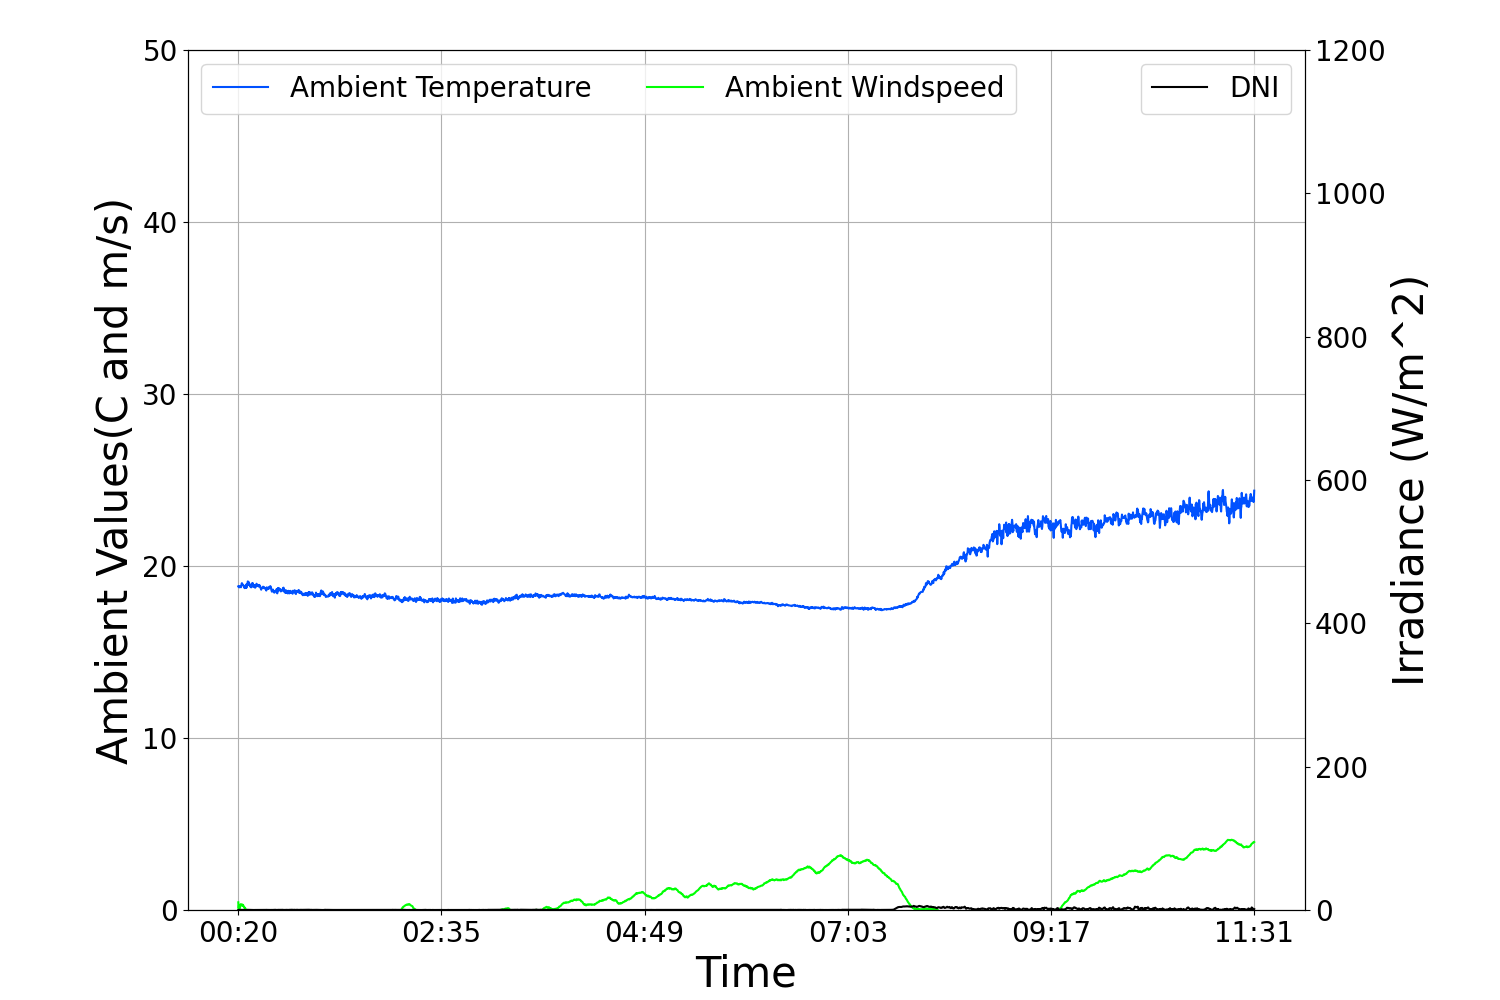 Ambient Temperature
Ambient Windspeed
DNI
Ambient Values(C and m/s)
50
40
30
20
10
0
Irradiance (W/m^2)
1200
1000
800
600
400
200
0
00:20 02:35 04:49 07:03 09:17 11:31
Time